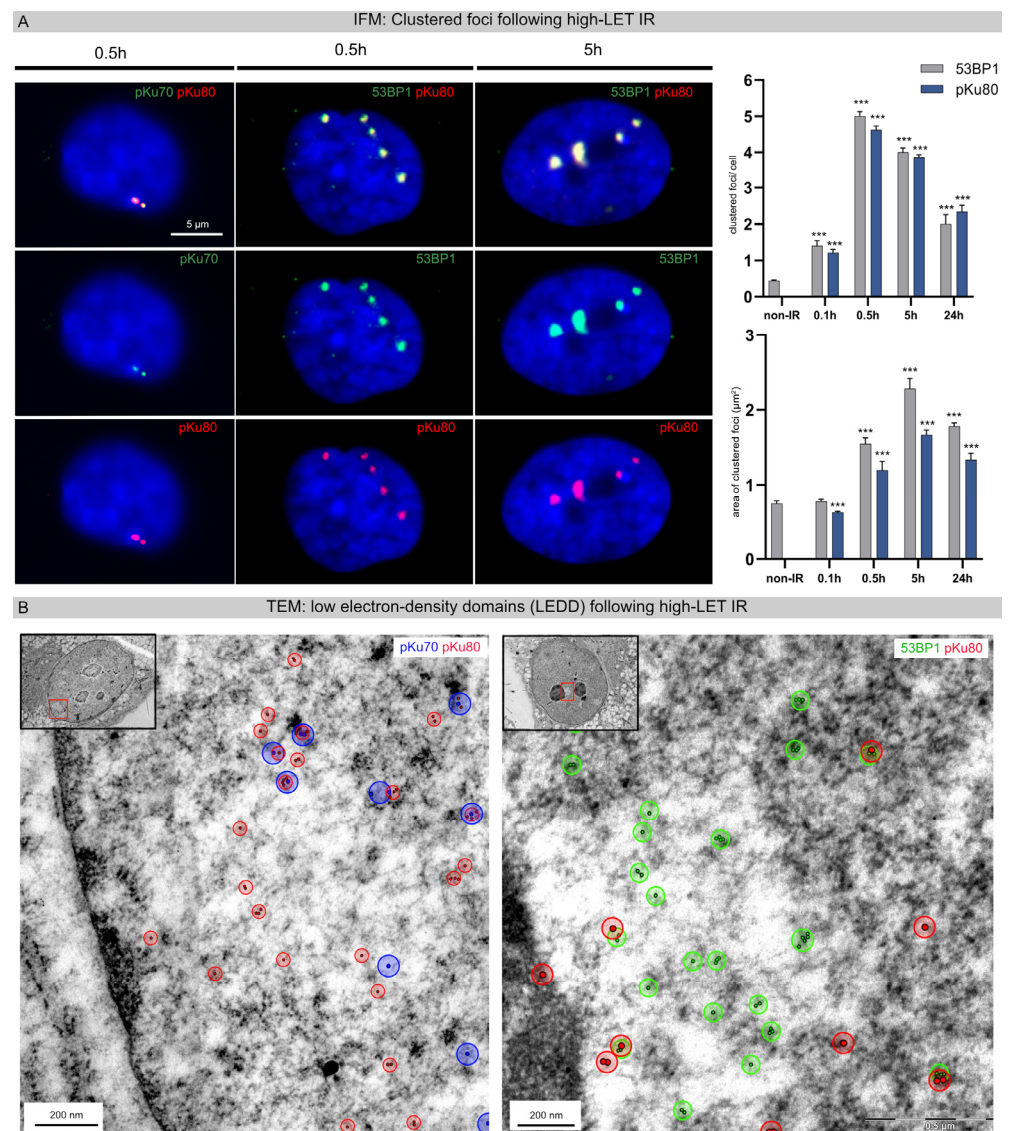 A
IFM: Clustered foci following high-LET IR
0.5h
0.5h
5h
pKu70 pKu80
53BP1 pKu80
53BP1 pKu80
5 µm
pKu70
53BP1
53BP1
pKu80
pKu80
pKu80
53BP1
pKu80
clustered foci/ cell
6
5
4
3
2
1
0
***
***
***
***
***
***
***
***
non-IR
0.1h
0.5h
5h
24h
area of clustered foci (µm²)
3
2
1
0
***
***
***
***
***
***
***
non-IR
0.1h
0.5h
5h
24h
B
TEM: low electron-density domains (LEDD) following high-LET IR
pKu70 pKu80
53BP1 pKu80
200 nm
200 nm
0.5 µm